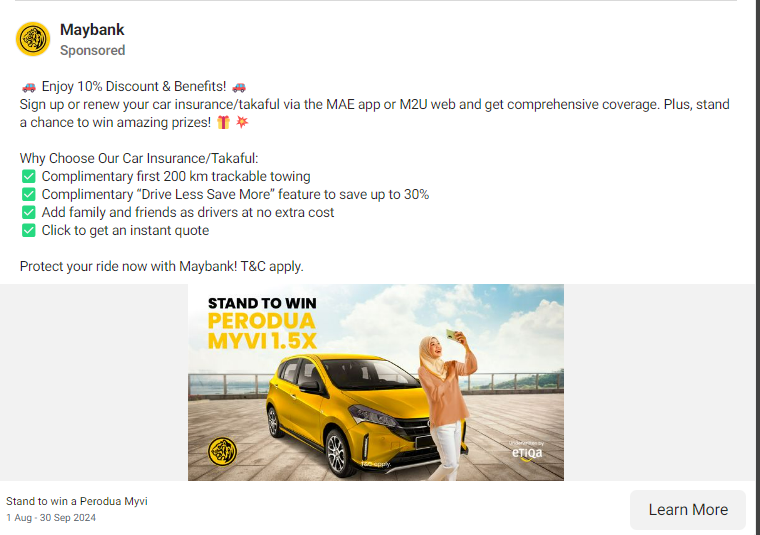 Maybank
Sponsored
🚗 Enjoy 10% Discount & Benefits! 🚗
Sign up or renew your car insurance/takaful via the MAE app or M2U web and get comprehensive coverage. Plus, stand
a chance to win amazing prizes! 🎁 💥
Why Choose Our Car Insurance/Takaful:
✅ Complimentary first 200 km trackable towing
✅ Complimentary “Drive Less Save More” feature to save up to 30%
✅ Add family and friends as drivers at no extra cost
✅ Click to get an instant quote
Protect your ride now with Maybank! T&C apply.
STAND TO WIN
PERODUA
MYVI 1.5X
etiqa
T&C apply.
Stand to win a Perodua Myvi
1 Aug - 30 Sep 2024
Learn More